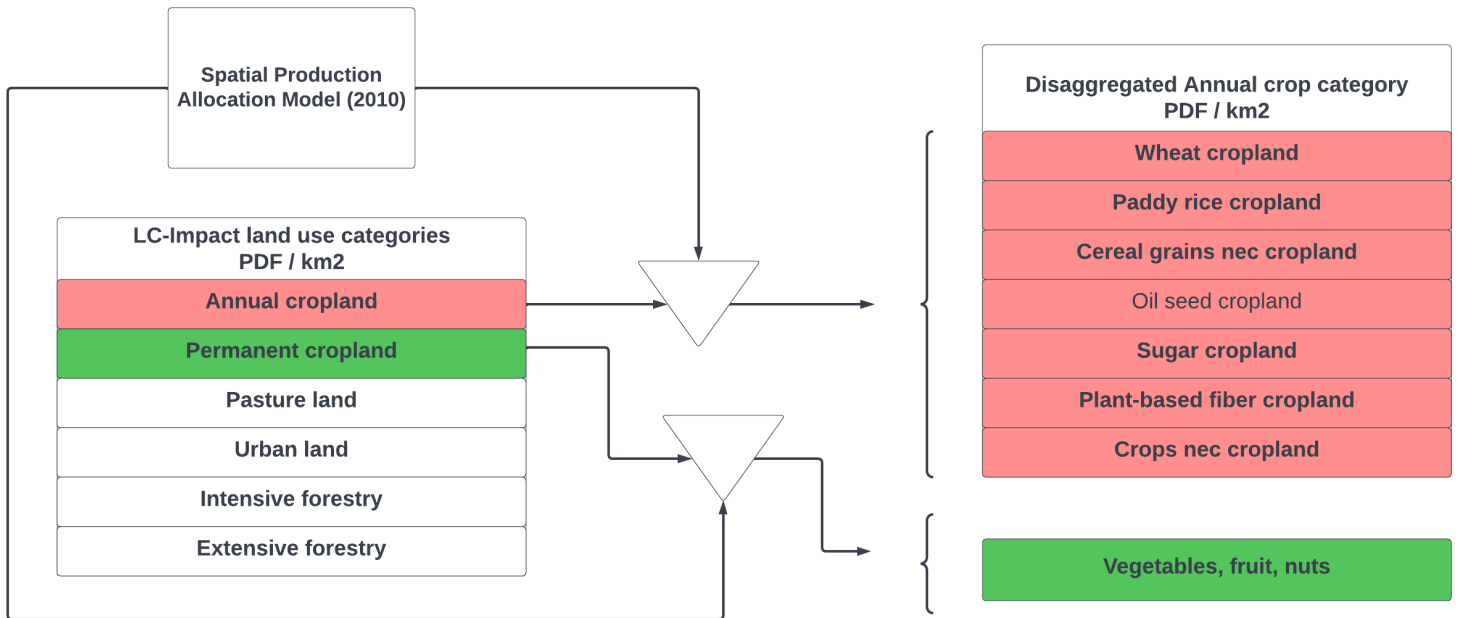 Spatial Production
Allocation Model (2010)
LC-Impact land use categories
PDF / km2
Annual cropland
Permanent cropland
Pasture land
Urban land
Intensive forestry
Extensive forestry
Disaggregated Annual crop category
PDF / km2
Wheat cropland
Paddy rice cropland
Cereal grains nec cropland
Oil seed cropland
Sugar cropland
Plant-based fiber cropland
Crops nec cropland
Vegetables, fruit, nuts